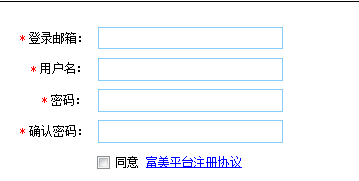 * 登录邮箱：
* 用户名：
* 密码：
* 确认密码：
同意 富美平台注册协议